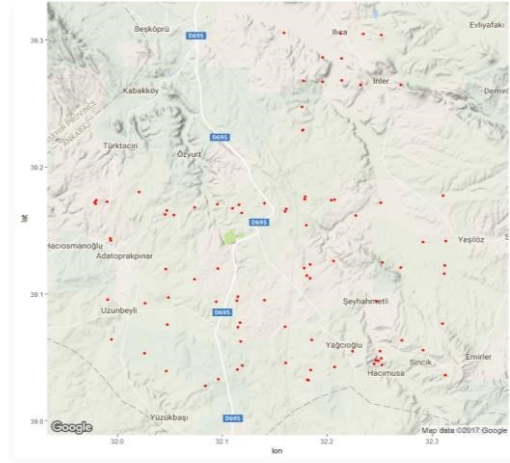 Evliyafakı
Ilıca
Beşköprü
D695
39.3
İnler
Kabakköy
D695
Türktaciri
Özyurt
39.2
lat
D695
Hacıosmanoğlu
Yeşilöz
Adatoprakpınar
39.1
Şeyhahmetli
Uzunbeyli
D695
Yağcıoğlu
Sincik
Emirler
Hacımusa
Yüzükbaşı
D695
39.0
Google
Map data ©2017 Google
32.0
32.1
32.2
32.3
lon